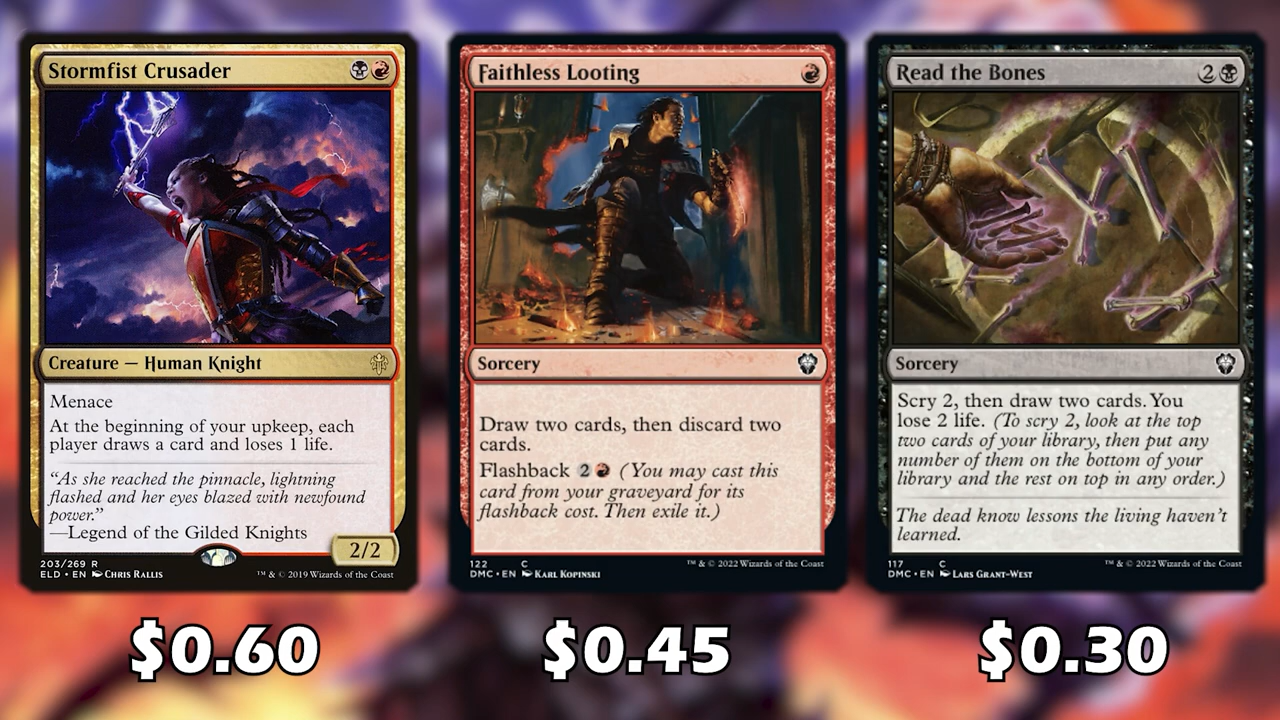 Stormfist Crusader
Creature — Human Knight
Menace
At the beginning of your upkeep, each
player draws a card and loses 1 life.
“As she reached the pinnacle, lightning
flashed and her eyes blazed with newfound
power.”
—Legend of the Gilded Knights
2/2
203/269 R
ELD • EN CHRIS RALLIS
™ & © 2019 Wizards of the Coast
$0.60
Faithless Looting
Sorcery
Draw two cards, then discard two
cards.
Flashback 2 (You may cast this
card from your graveyard for its
flashback cost. Then exile it.)
122 C
DMC • EN KARL KOPINSKI
™ & © 2022 Wizards of the Coast
$0.45
Read the Bones 2
Sorcery
Scry 2, then draw two cards. You
lose 2 life. (To scry 2, look at the top
two cards of your library, then put any
number of them on the bottom of your
library and the rest on top in any order.)
The dead know lessons the living haven’t
learned.
117 C
DMC • EN LARS GRANT-WEST
™ & © 2022 Wizards of the Coast
$0.30